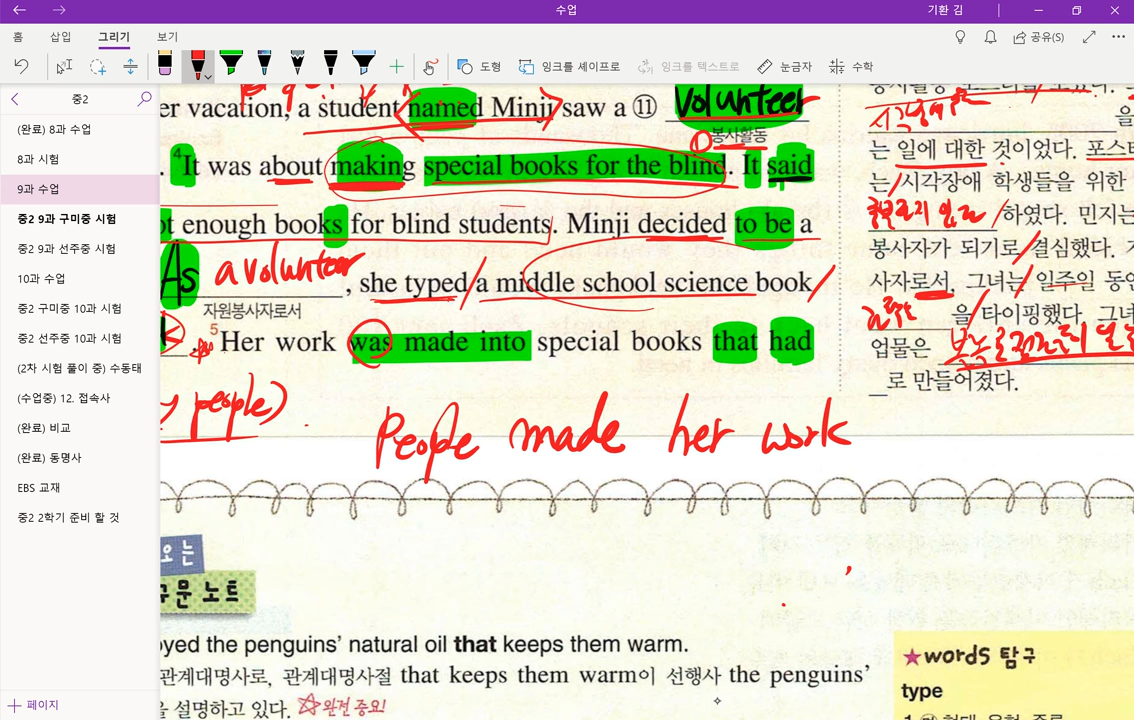 수업
기환 김
홈 삽입 그리기 보기
공유(S)
도형
잉크를 셰이프로
잉크를 텍스트로
눈금자
수학
중2
(완료) 8과 수업
8과 시험
9과 수업
중2 9과 구미중 시험
중2 9과 선주중 시험
10과 수업
중2 구미중 10과 시험
중2 선주중 10과 시험
(2차 시험 풀이 중) 수동태
(수업중) 12. 접속사
(완료) 비교
(완료) 동명사
EBS 교재
중2 2학기 준비 할 것
페이지
er vacation, a student named Minji saw a ⑪ volunteer
봉사활동
. 4It was about making special books for the blind. It said
ot enough books for blind students. Minji decided to be a
As a volunteer, she typed a middle school science book
자원봉사자로서
5 Her work was made into special books that had
people)
People made her work
을
는 일에 대한 것이었다. 포스터
는 시각장애 학생들을 위한
하였다. 민지는
봉사자가 되기로 결심했다.
사자로서, 그녀는 일주일 동안
을 타이핑했다. 그녀
업물은
로 만들어졌다.
오는
구문 노트
oyed the penguins' natural oil that keeps them warm.
관계대명사로, 관계대명사절 that keeps them warm이 선행사 the penguins'
을 설명하고 있다. ☆완전 중요!
★words 탐구
type